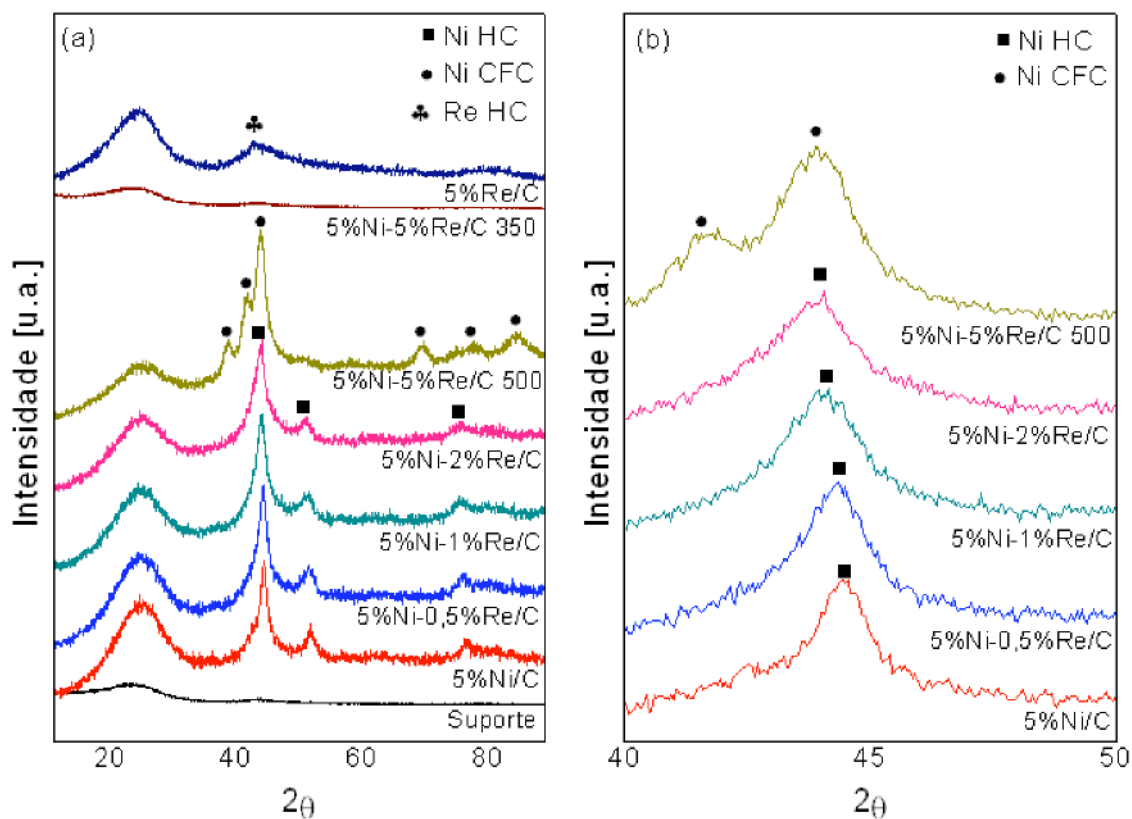 (a)
■ Ni HC
● Ni CFC
♣ Re HC
5%Re/C
5%Ni-5%Re/C 350
5%Ni-5%Re/C 500
5%Ni-2%Re/C
5%Ni-1%Re/C
5%Ni-0,5%Re/C
5%Ni/C
Suporte
Intensidade [u.a.]
20 40 60 80
2θ
(b)
■ Ni HC
● Ni CFC
5%Ni-5%Re/C 500
5%Ni-2%Re/C
5%Ni-1%Re/C
5%Ni-0,5%Re/C
5%Ni/C
Intensidade [u.a.]
40 45 50
2θ